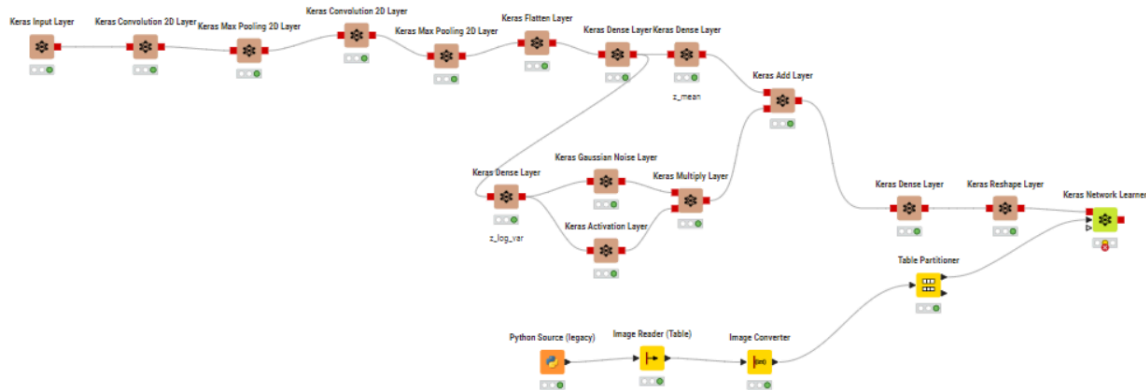 Keras Input Layer
Keras Convolution 2D Layer
Keras Max Pooling 2D Layer
Keras Convolution 2D Layer
Keras Max Pooling 2D Layer
Keras Flatten Layer
Keras Dense Layer
Keras Dense Layer
z_mean
Keras Add Layer
Keras Dense Layer
z_log_var
Keras Gaussian Noise Layer
Keras Activation Layer
Keras Multiply Layer
Keras Dense Layer
Keras Reshape Layer
Keras Network Learner
Table Partitioner
Python Source (legacy)
Image Reader (Table)
Image Converter